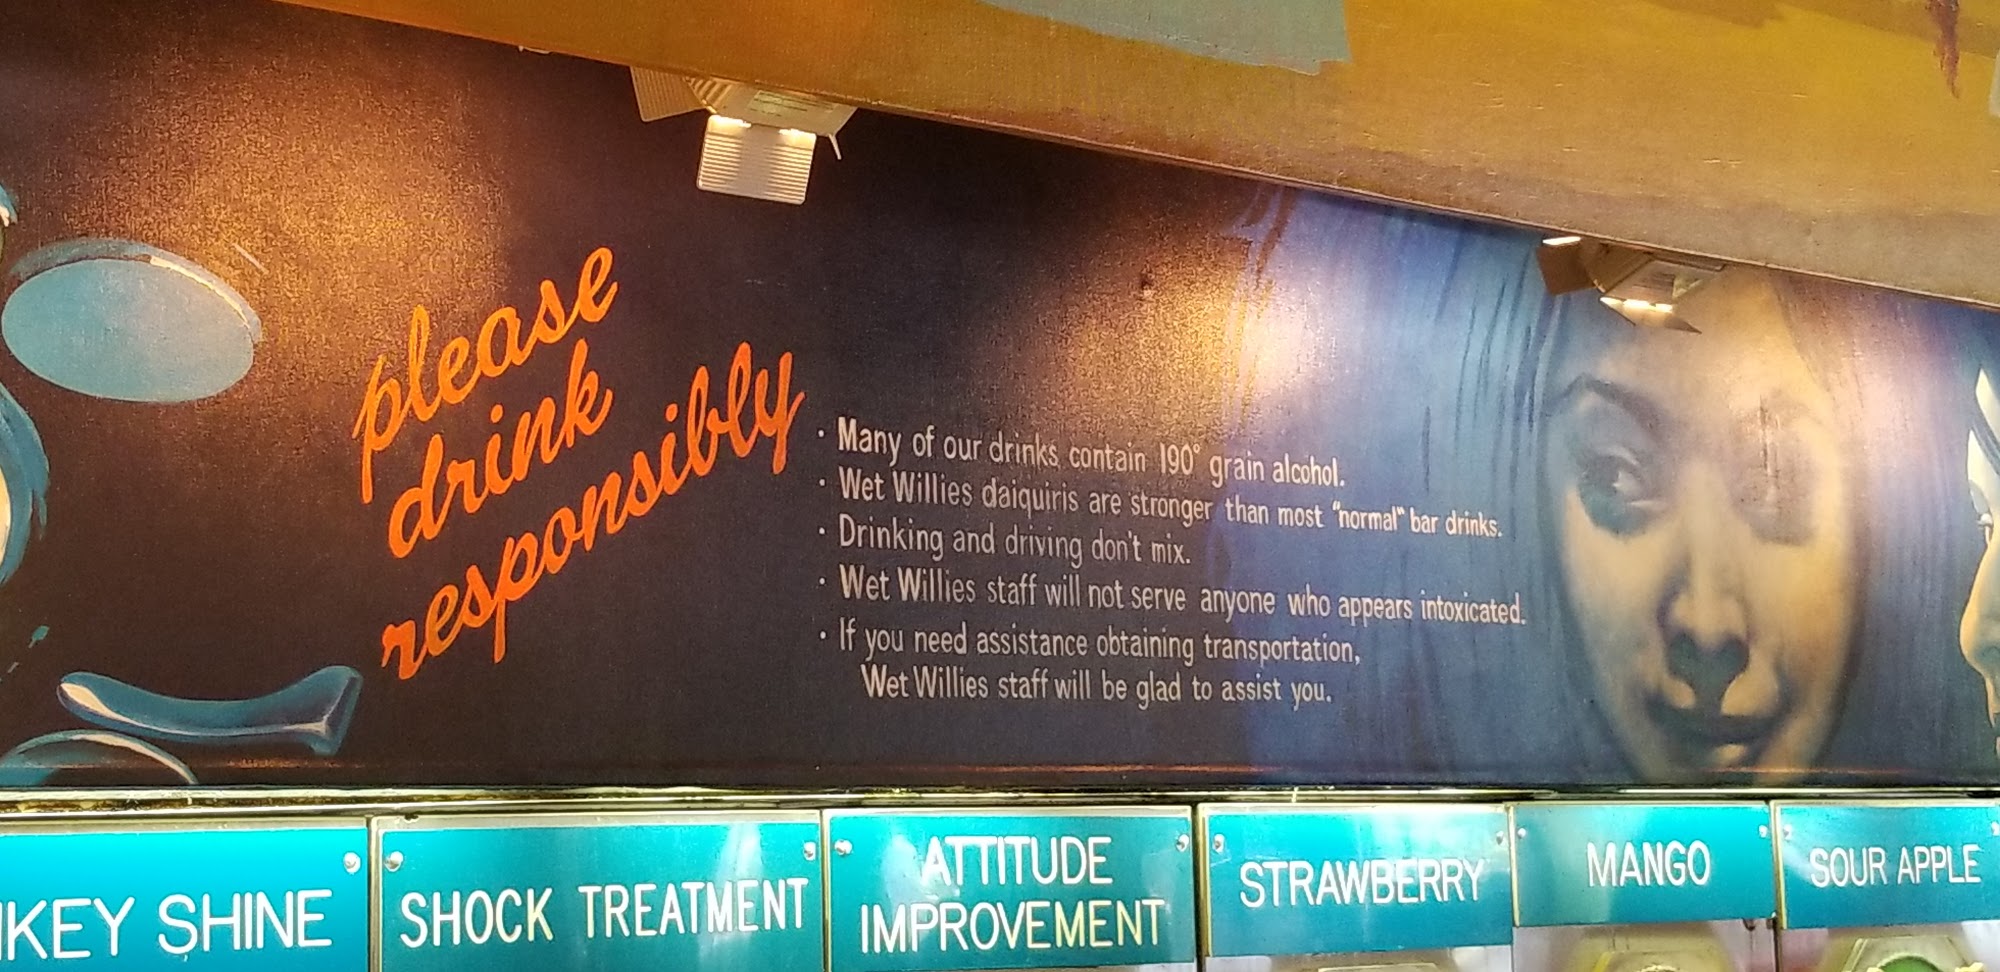 please
drink
responsibly
· Many of our drinks contain 190° grain alcohol.
· Wet Willies daiquiris are stronger than most "normal" bar drinks.
· Drinking and driving don't mix.
· Wet Willies staff will not serve anyone who appears intoxicated.
· If you need assistance obtaining transportation,
Wet Willies staff will be glad to assist you.
KEY SHINE
SHOCK TREATMENT
ATTITUDE
IMPROVEMENT
STRAWBERRY
MANGO
SOUR APPLE